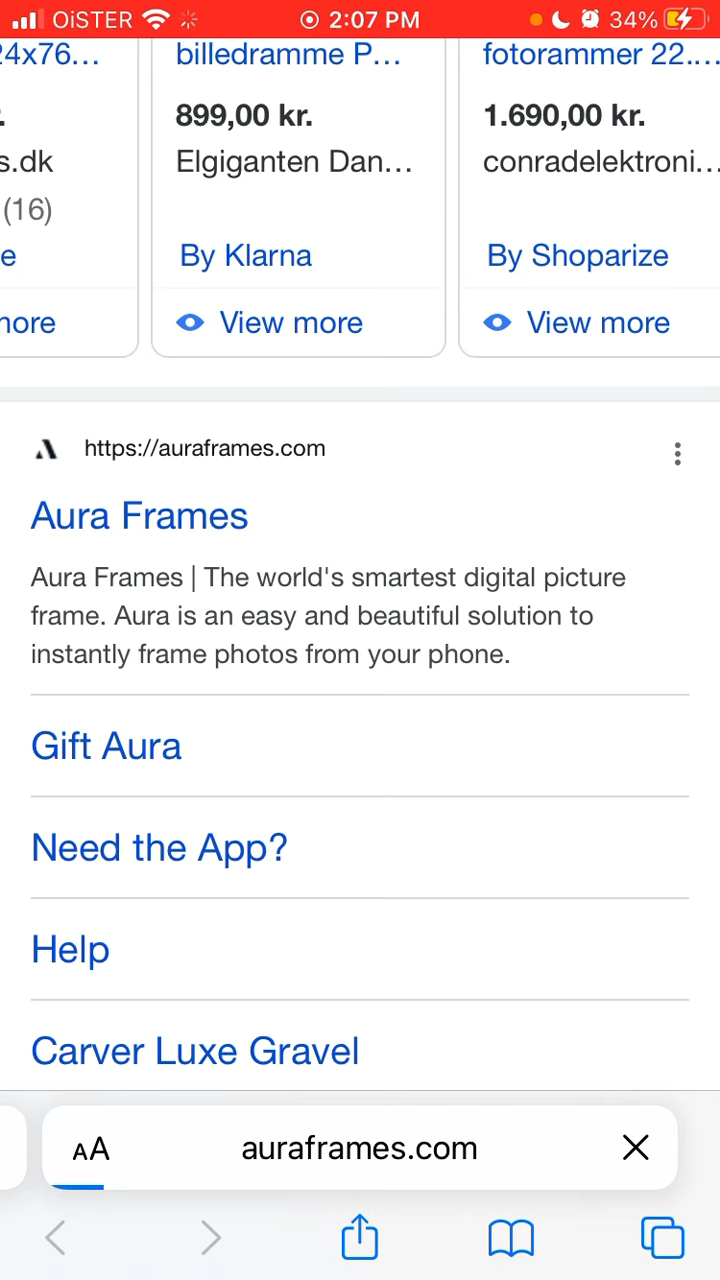 OiSTER 2:07 PM 34%
24x76... billedramme P... fotorammer 22....
899,00 kr. 1.690,00 kr.
s.dk Elgiganten Dan... conradelektroni...
(16)
e By Klarna By Shoparize
more View more View more
https://auraframes.com
Aura Frames
Aura Frames | The world's smartest digital picture
frame. Aura is an easy and beautiful solution to
instantly frame photos from your phone.
Gift Aura
Need the App?
Help
Carver Luxe Gravel
AA auraframes.com